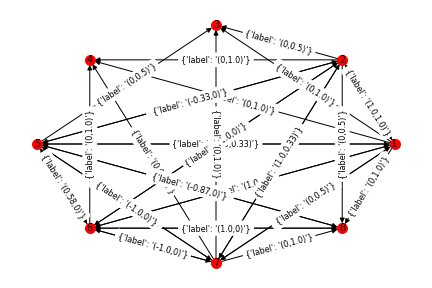 3
{'label': '(0,0.5)'}
4
{'label': '(0,1.0)'}
2
{'label': '(0,0.5)'}
{'label': '(-0.33,0)'}
{'label': '(1.0,1.0)'}
{'label': '(0,1.0)'}
{'label': '(0,1.0)'}
{'label': '(0,1.0)'}
{'label': '(0,0.5)'}
5
{'label': '(0,1.0)'}
1
{'label': '(0.58,0)'}
{'label': '(-0.87,0)'}
{'label': '(1.0,0.33)'}
{'label': '(0,1.0)'}
{'label': '(-1.0,0)'}
{'label': '(0,0.5)'}
6
{'label': '(1.0,0)'}
8
{'label': '(-1.0,0)'}
{'label': '(0,1.0)'}
7